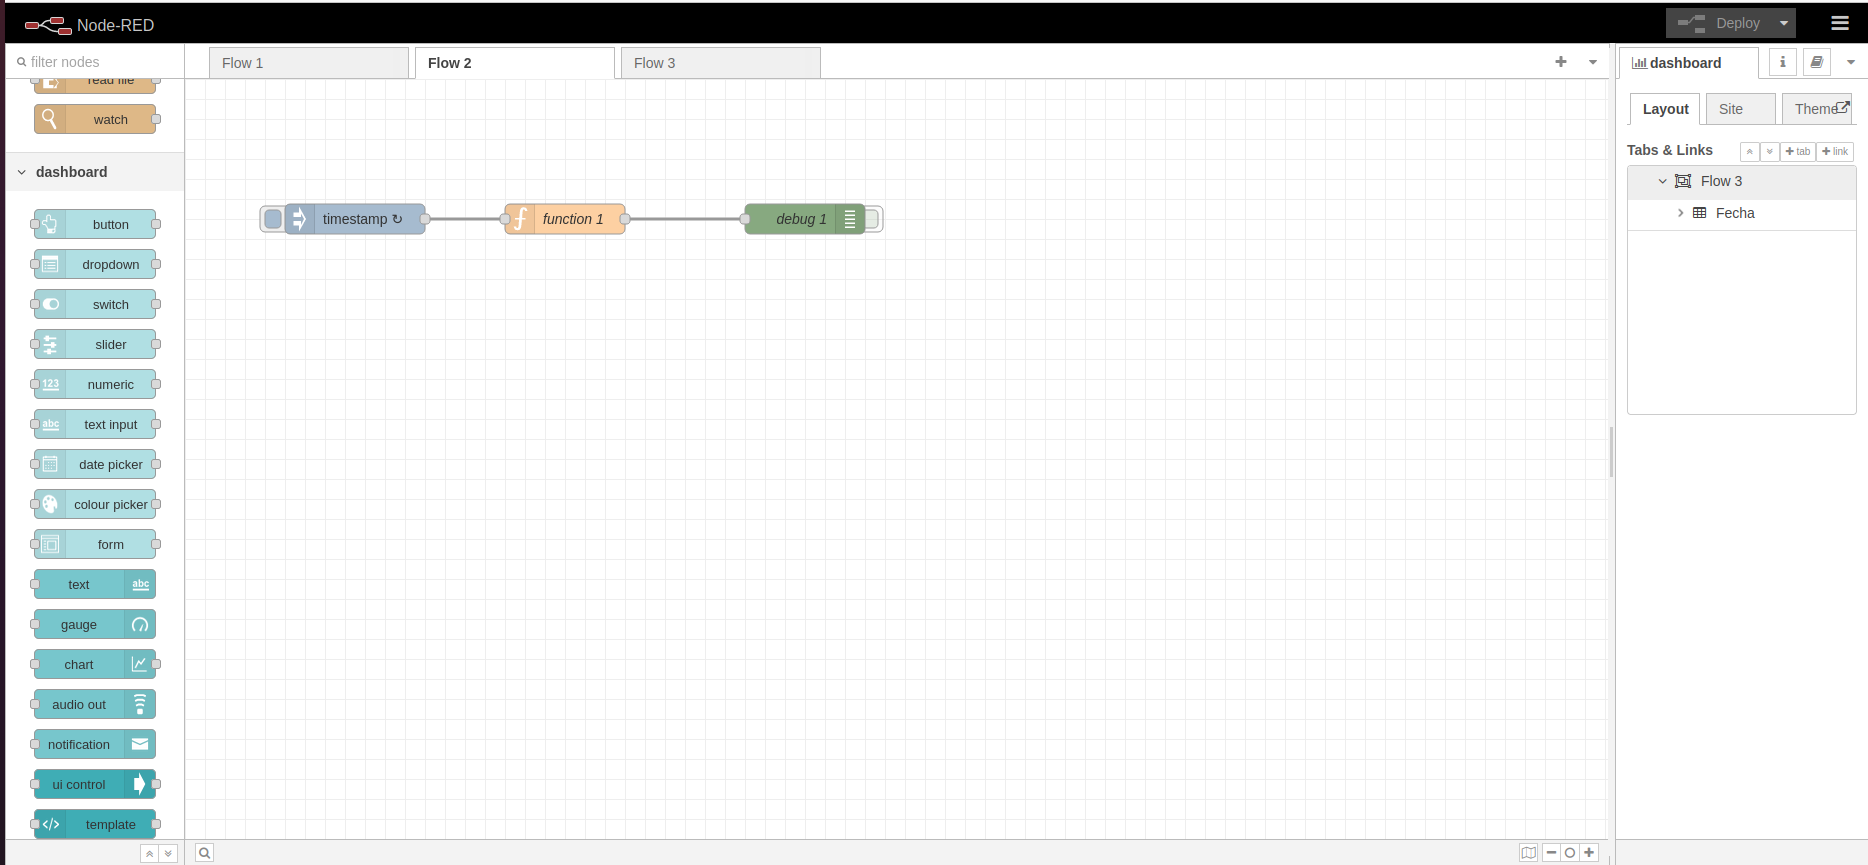 Node-RED
Deploy
filter nodes
Flow 1
Flow 2
Flow 3
dashboard
i
read file
watch
dashboard
button
dropdown
switch
slider
123
numeric
abc
text input
date picker
colour picker
form
text
abc
gauge
chart
audio out
notification
ui control
</>
template
timestamp ↻
function 1
debug 1
Layout
Site
Theme
Tabs & Links
+ tab
+ link
Flow 3
Fecha